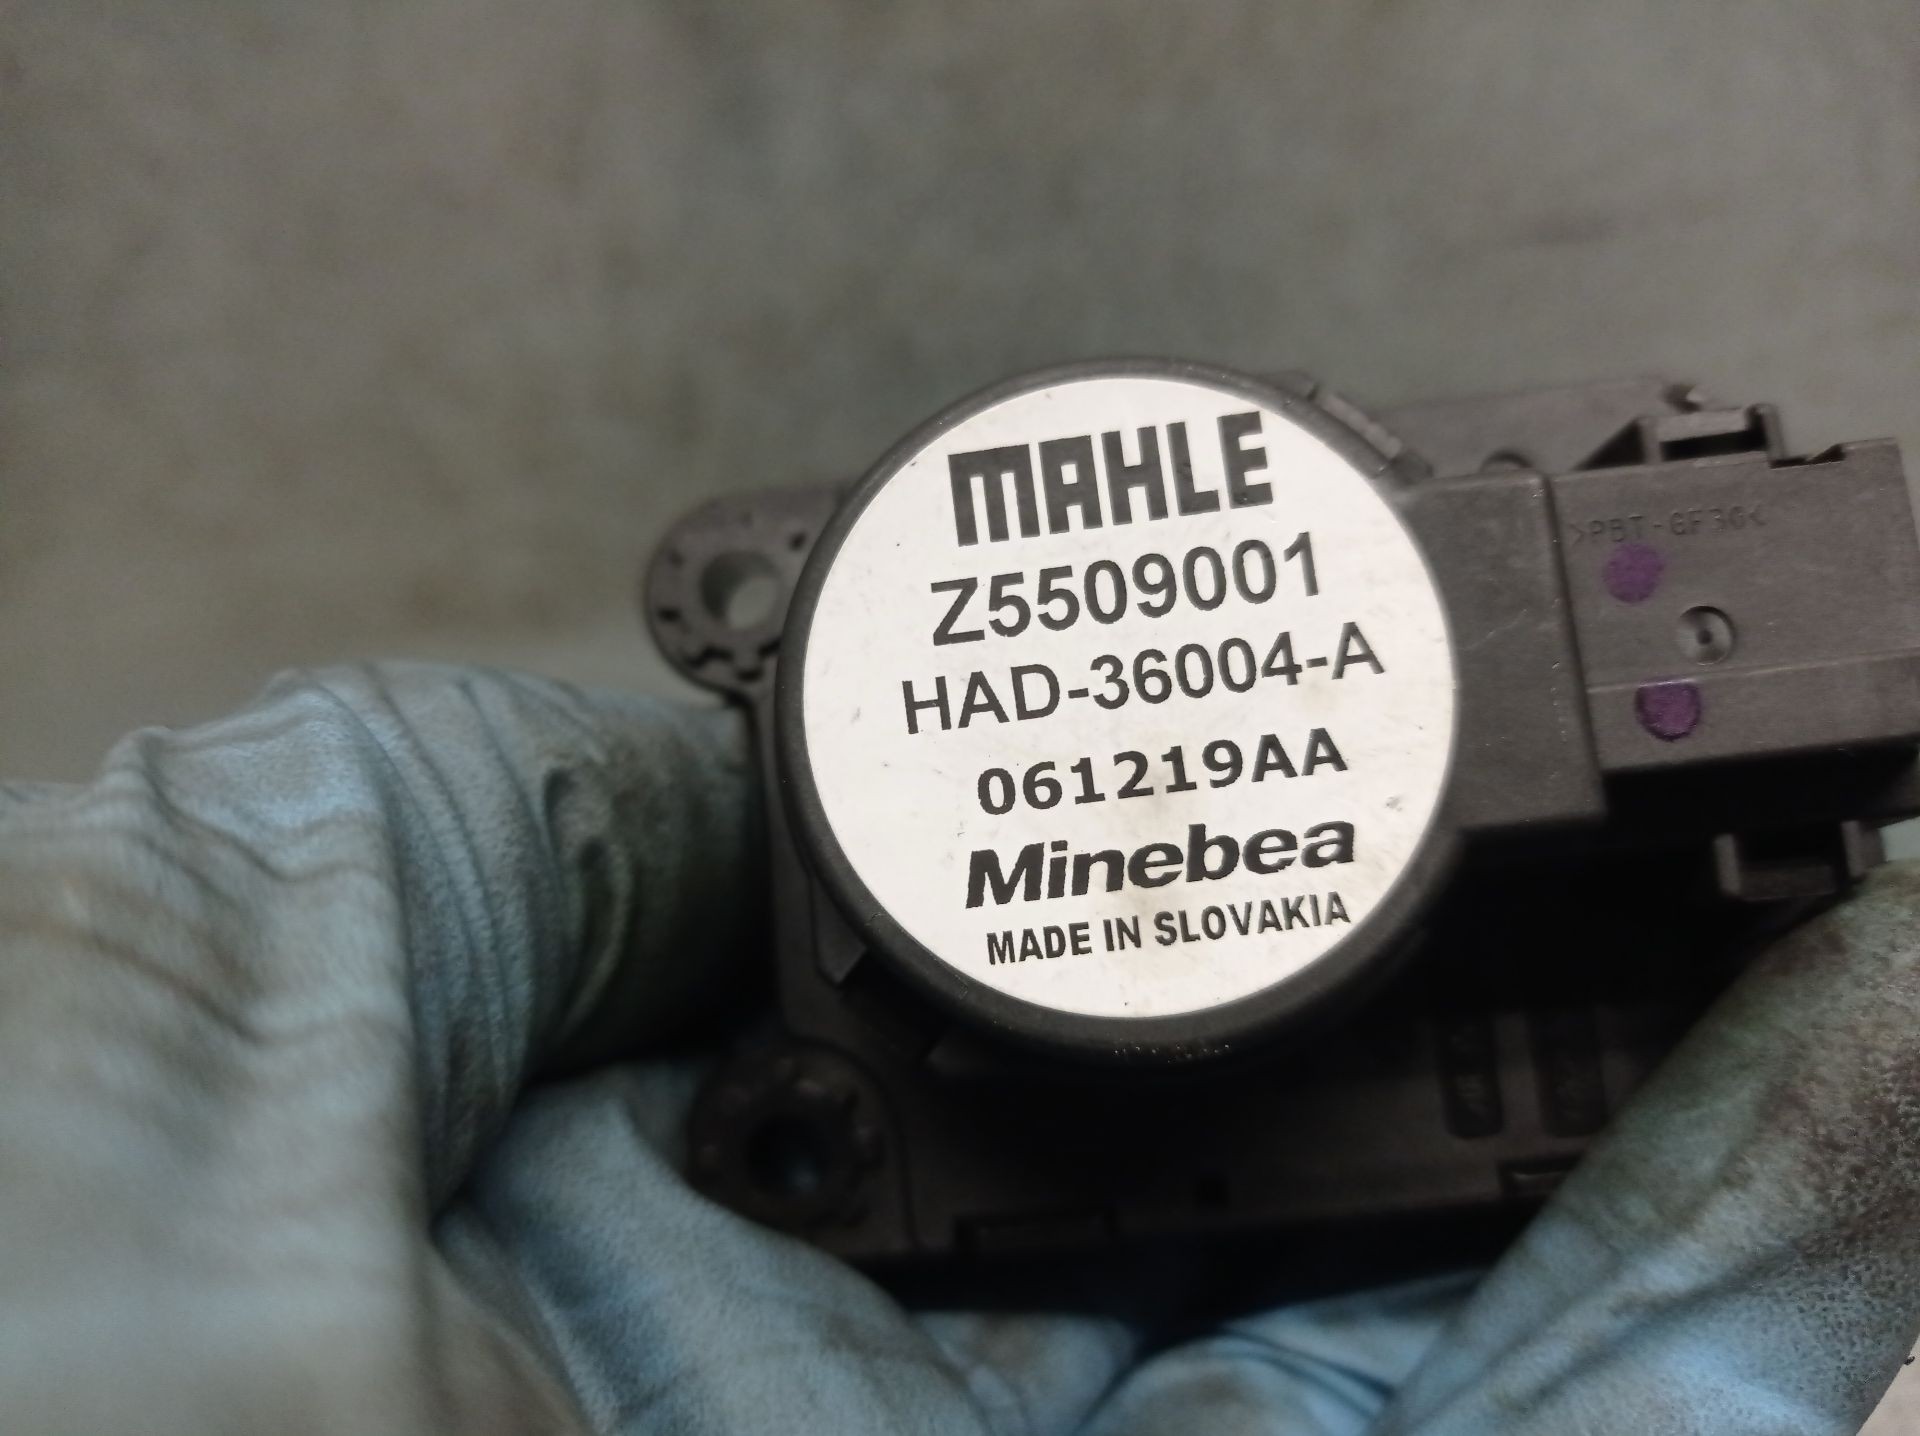 MAHLE
Z5509001
HAD-36004-A
061219AA
Minebea
MADE IN SLOVAKIA
>PBT-GF30<